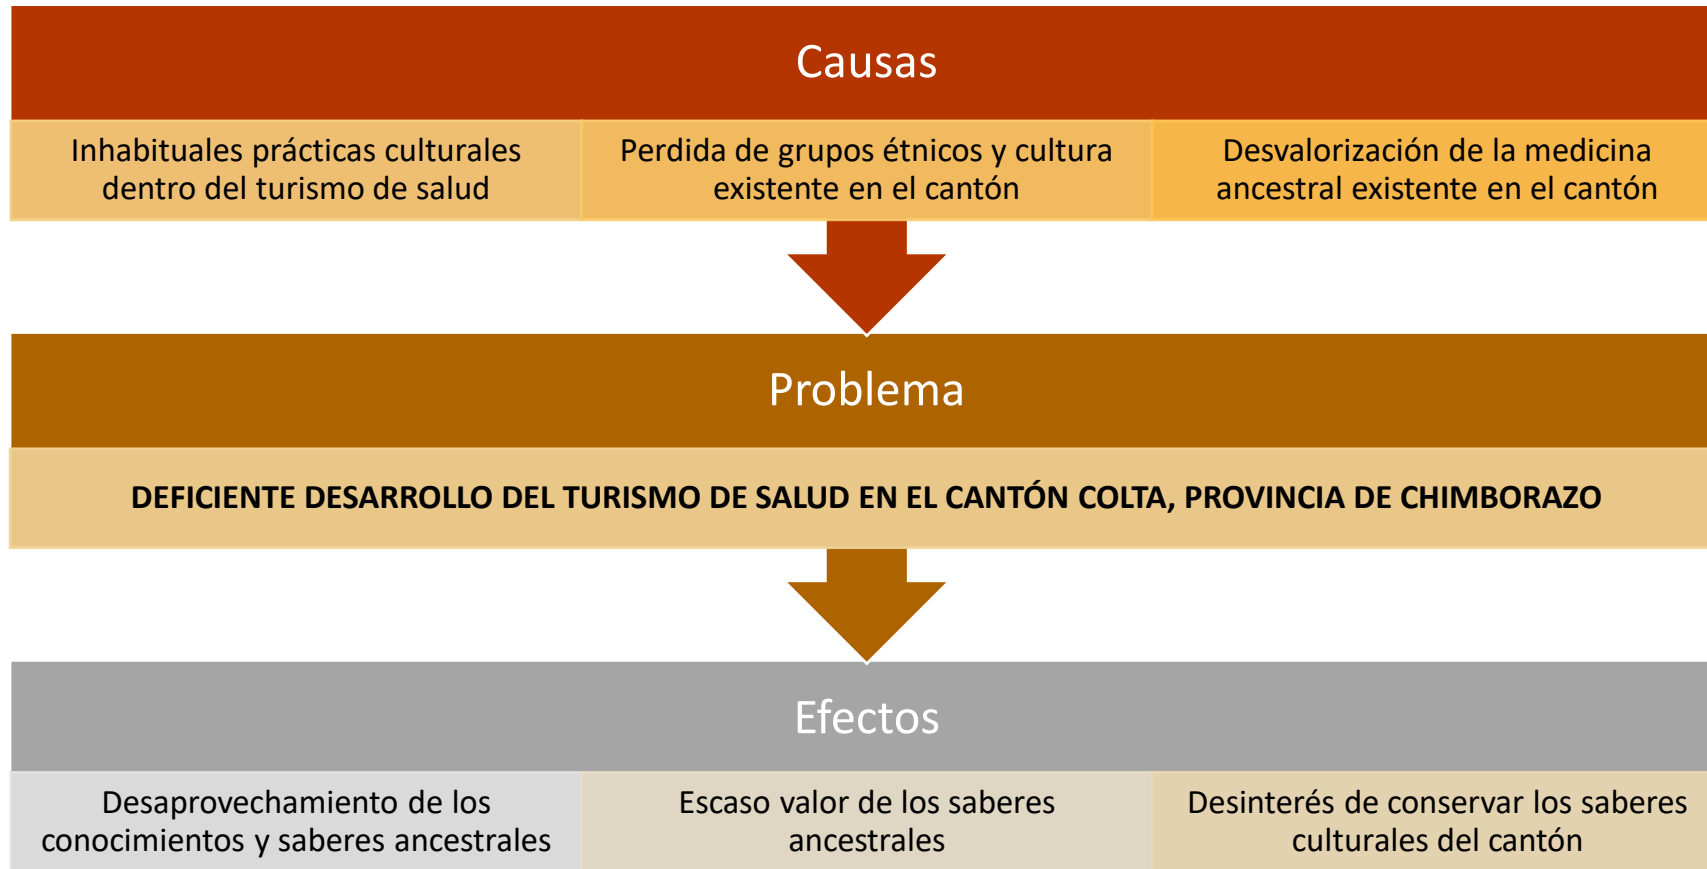 Causas
Inhabituales prácticas culturales
dentro del turismo de salud
Perdida de grupos étnicos y cultura
existente en el cantón
Desvalorización de la medicina
ancestral existente en el cantón
Problema
DEFICIENTE DESARROLLO DEL TURISMO DE SALUD EN EL CANTÓN COLTA, PROVINCIA DE CHIMBORAZO
Efectos
Desaprovechamiento de los
conocimientos y saberes ancestrales
Escaso valor de los saberes
ancestrales
Desinterés de conservar los saberes
culturales del cantón